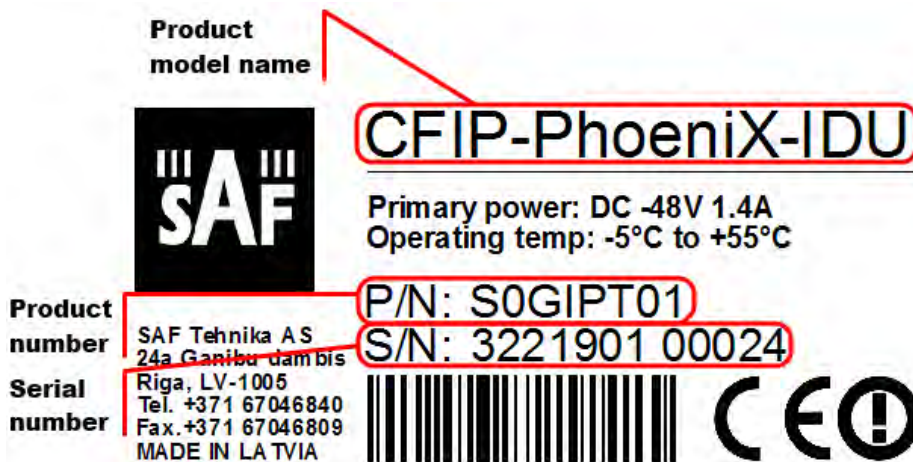 Product
model name
CFIP-PhoeniX-IDU
SAF
Primary power: DC -48V 1.4A
Operating temp: -5°C to +55°C
Product
number
P/N: S0GIPT01
S/N: 3221901 00024
Serial
number
SAF Tehnika AS
24a Ganibu dambis
Riga, LV-1005
Tel. +371 67046840
Fax.+371 67046809
MADE IN LATVIA
CE